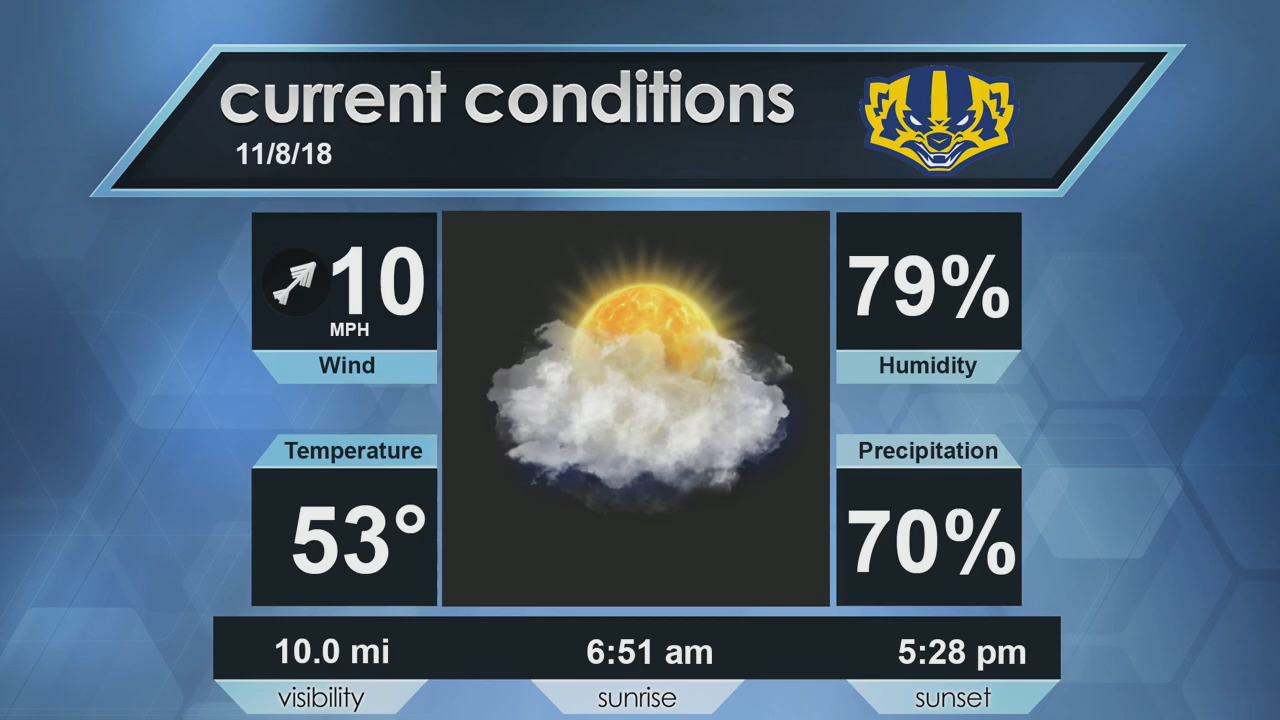 current conditions
11/8/18
10
MPH
Wind
79%
Humidity
Temperature
53°
Precipitation
70%
10.0 mi
6:51 am
5:28 pm
visibility
sunrise
sunset